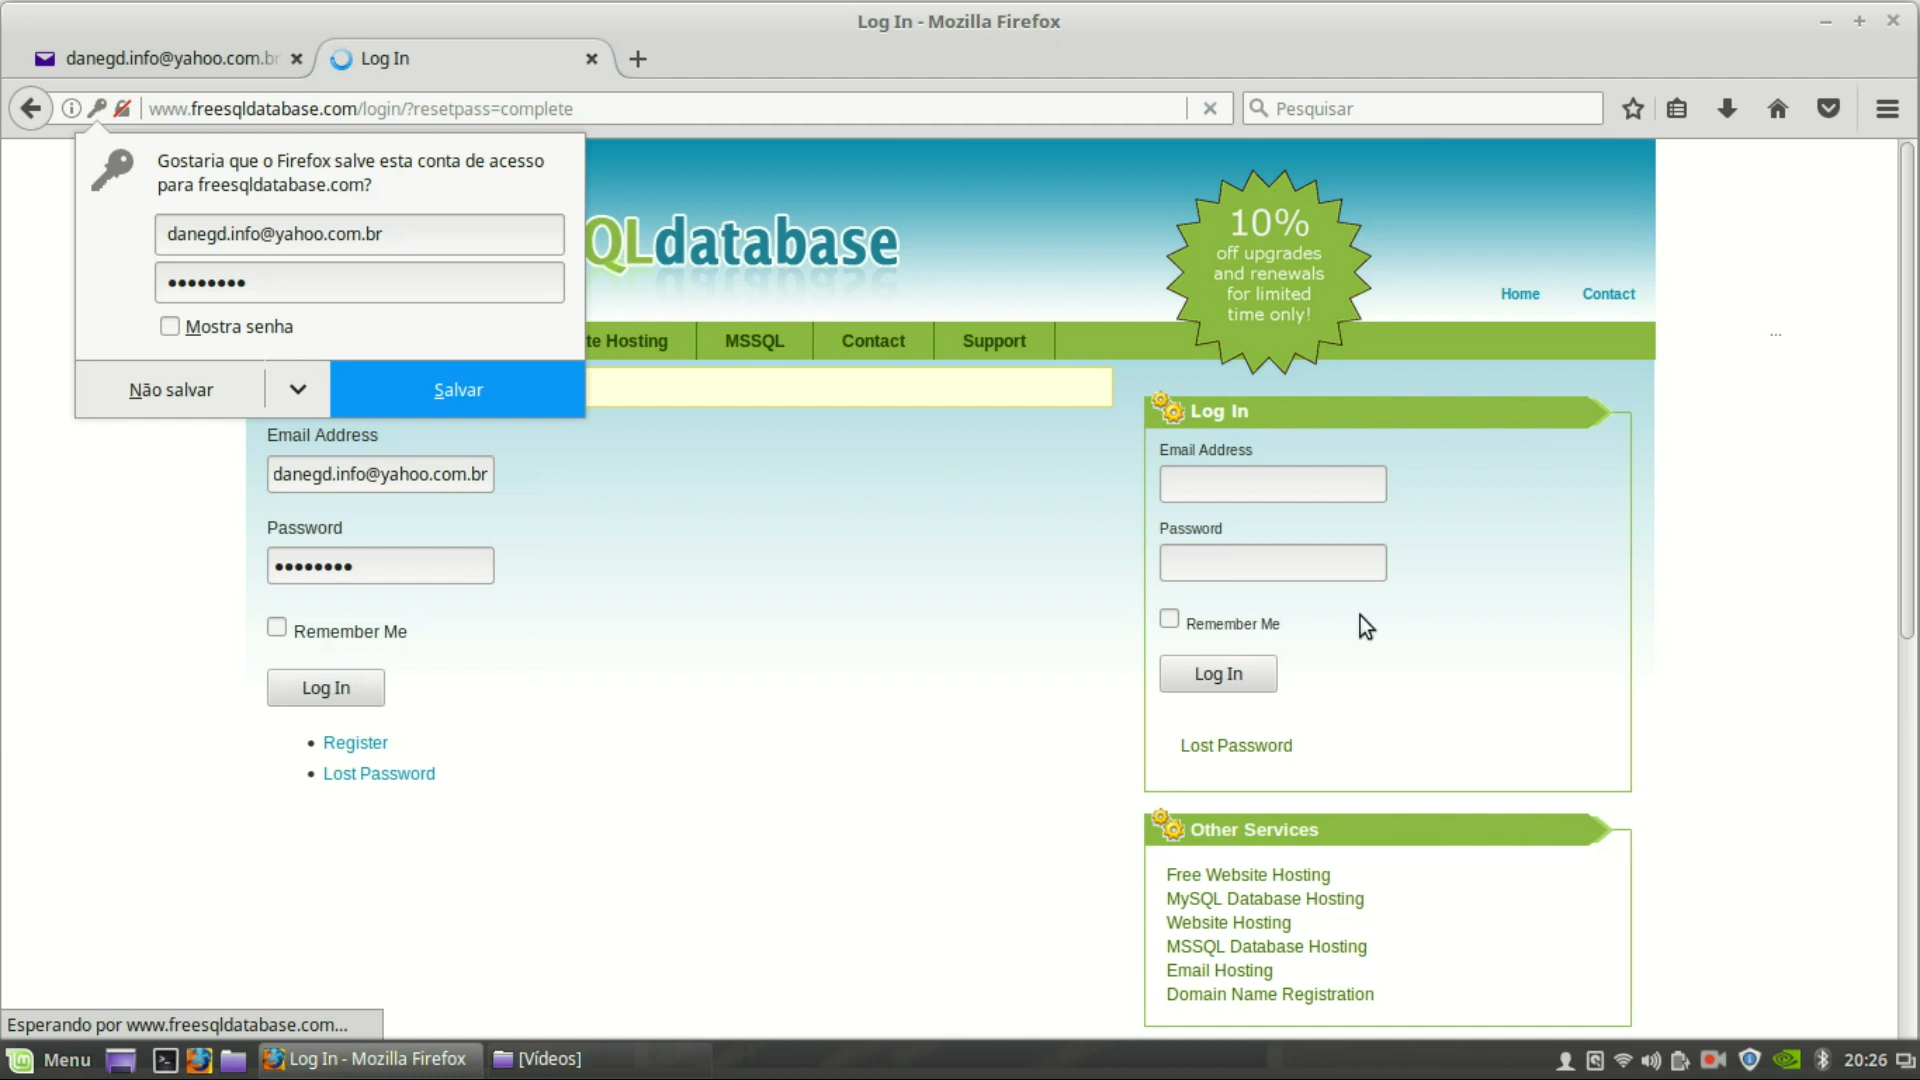 Log In - Mozilla Firefox
danegd.info@yahoo.com.br
Log In
www.freesqldatabase.com/login/?resetpass=complete
Pesquisar
Gostaria que o Firefox salve esta conta de acesso
para freesqldatabase.com?
danegd.info@yahoo.com.br
••••••••
Mostra senha
Não salvar
Salvar
QLdatabase
10%
off upgrades
and renewals
for limited
time only!
Home
Contact
te Hosting
MSSQL
Contact
Support
...
Email Address
danegd.info@yahoo.com.br
Password
••••••••
Remember Me
Log In
• Register
• Lost Password
Log In
Email Address
Password
Remember Me
Log In
Lost Password
Other Services
Free Website Hosting
MySQL Database Hosting
Website Hosting
MSSQL Database Hosting
Email Hosting
Domain Name Registration
Esperando por www.freesqldatabase.com...
Menu
Log In - Mozilla Firefox
[Vídeos]
20:26